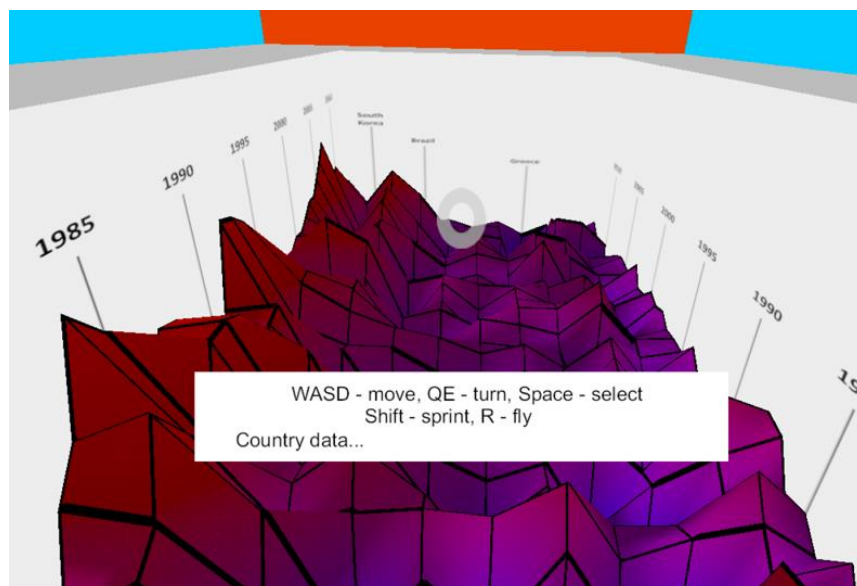 South
Korea
Brazil
Greece
2000
1995
1990
1985
2000
1995
1990
WASD - move, QE - turn, Space - select
Shift - sprint, R - fly
Country data...